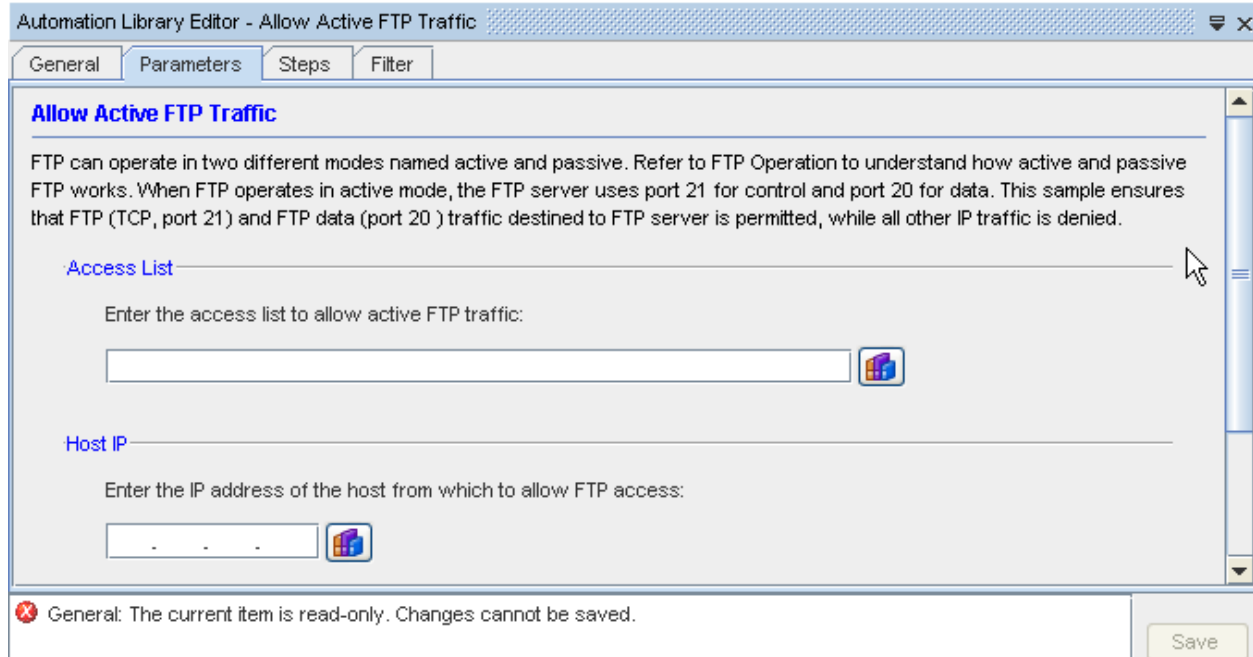 Automation Library Editor - Allow Active FTP Traffic
General Parameters Steps Filter
Allow Active FTP Traffic
FTP can operate in two different modes named active and passive. Refer to FTP Operation to understand how active and passive
FTP works. When FTP operates in active mode, the FTP server uses port 21 for control and port 20 for data. This sample ensures
that FTP (TCP, port 21) and FTP data (port 20 ) traffic destined to FTP server is permitted, while all other IP traffic is denied.
Access List
Enter the access list to allow active FTP traffic:
Host IP
Enter the IP address of the host from which to allow FTP access:
. . .
General: The current item is read-only. Changes cannot be saved.
Save